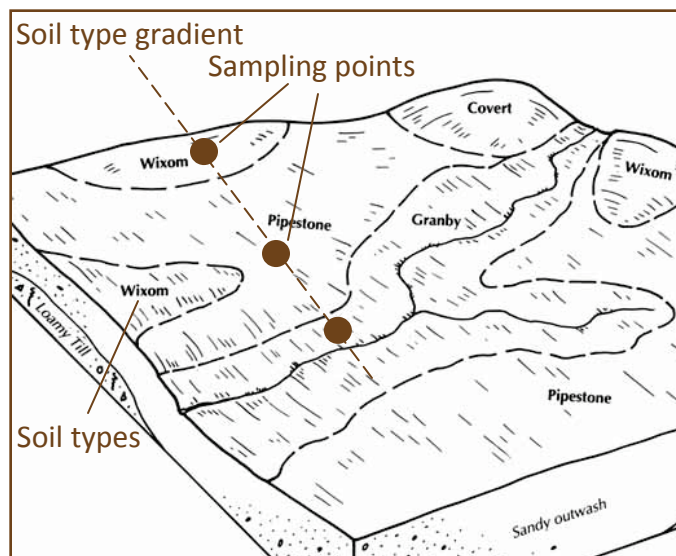 Soil type gradient
Sampling points
Covert
Wixom
Wixom
Pipestone
Granby
Wixom
Loamy Till
Pipestone
Soil types
Sandy outwash